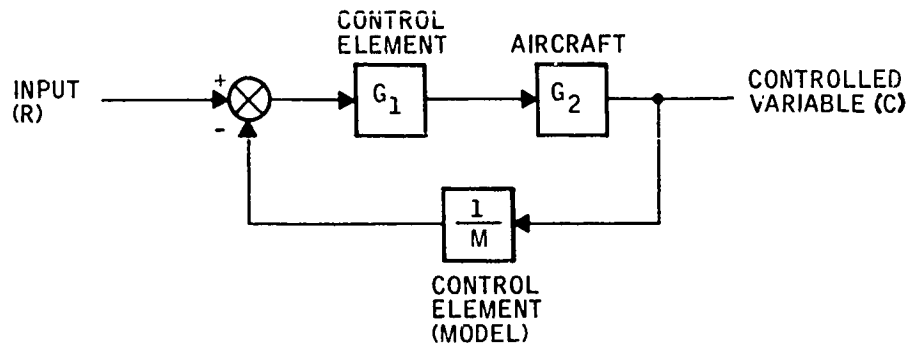 CONTROL
ELEMENT
AIRCRAFT
INPUT
(R)
+
-
G1
G2
CONTROLLED
VARIABLE (C)
1
M
CONTROL
ELEMENT
(MODEL)